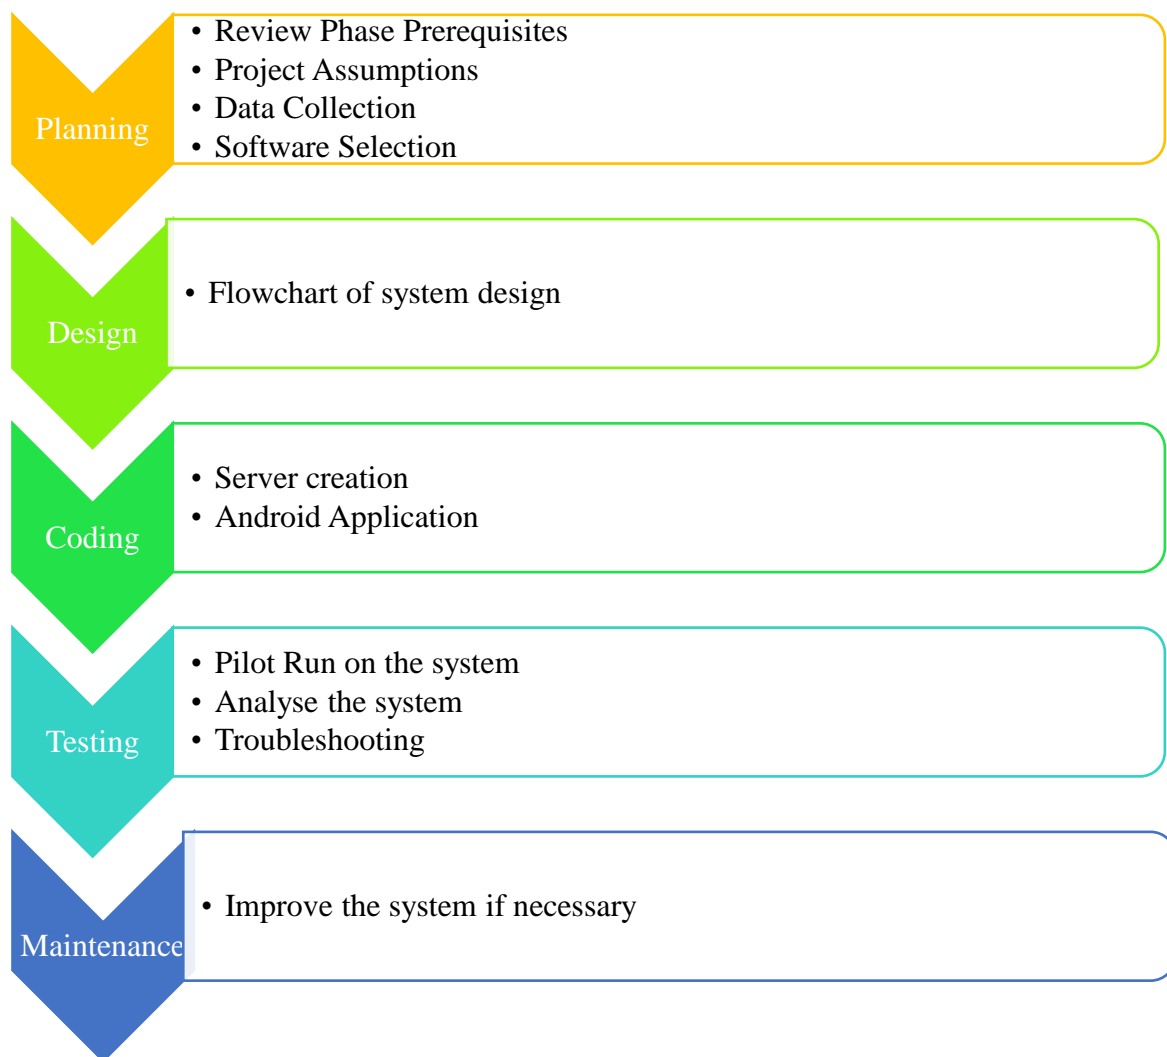 Planning
• Review Phase Prerequisites
• Project Assumptions
• Data Collection
• Software Selection
Design
• Flowchart of system design
Coding
• Server creation
• Android Application
Testing
• Pilot Run on the system
• Analyse the system
• Troubleshooting
Maintenance
• Improve the system if necessary